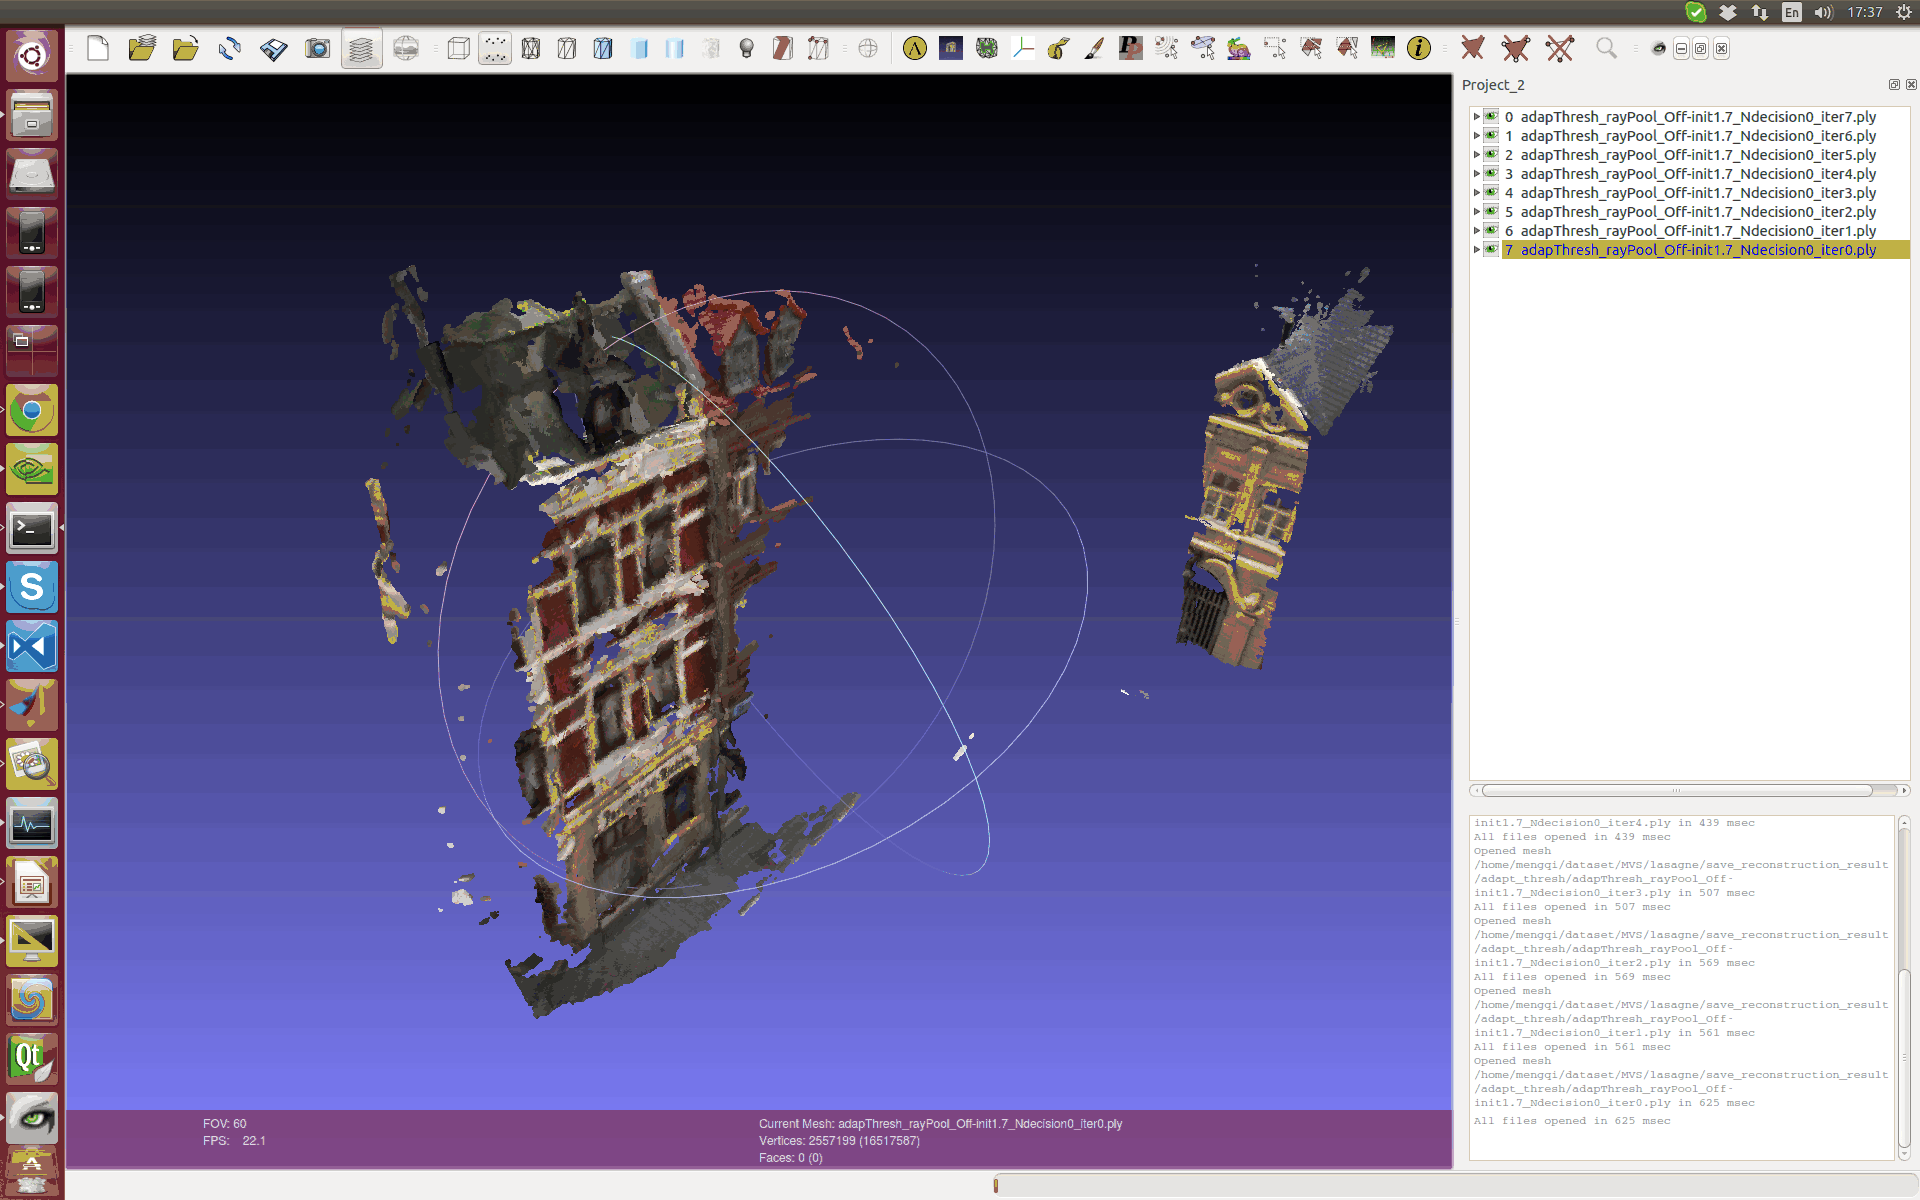 En
17:37
Project_2
0 adapThresh_rayPool_Off-init1.7_Ndecision0_iter7.ply
1 adapThresh_rayPool_Off-init1.7_Ndecision0_iter6.ply
2 adapThresh_rayPool_Off-init1.7_Ndecision0_iter5.ply
3 adapThresh_rayPool_Off-init1.7_Ndecision0_iter4.ply
4 adapThresh_rayPool_Off-init1.7_Ndecision0_iter3.ply
5 adapThresh_rayPool_Off-init1.7_Ndecision0_iter2.ply
6 adapThresh_rayPool_Off-init1.7_Ndecision0_iter1.ply
7 adapThresh_rayPool_Off-init1.7_Ndecision0_iter0.ply
init1.7_Ndecision0_iter4.ply in 439 msec
All files opened in 439 msec
Opened mesh
/home/mengqi/dataset/MVS/lasagne/save_reconstruction_result
/adapt_thresh/adapThresh_rayPool_Off-
init1.7_Ndecision0_iter3.ply in 507 msec
All files opened in 507 msec
Opened mesh
/home/mengqi/dataset/MVS/lasagne/save_reconstruction_result
/adapt_thresh/adapThresh_rayPool_Off-
init1.7_Ndecision0_iter2.ply in 569 msec
All files opened in 569 msec
Opened mesh
/home/mengqi/dataset/MVS/lasagne/save_reconstruction_result
/adapt_thresh/adapThresh_rayPool_Off-
init1.7_Ndecision0_iter1.ply in 561 msec
All files opened in 561 msec
Opened mesh
/home/mengqi/dataset/MVS/lasagne/save_reconstruction_result
/adapt_thresh/adapThresh_rayPool_Off-
init1.7_Ndecision0_iter0.ply in 625 msec
All files opened in 625 msec
FOV: 60
FPS: 22.1
Current Mesh: adapThresh_rayPool_Off-init1.7_Ndecision0_iter0.ply
Vertices: 2557199 (16517587)
Faces: 0 (0)
S
Qt